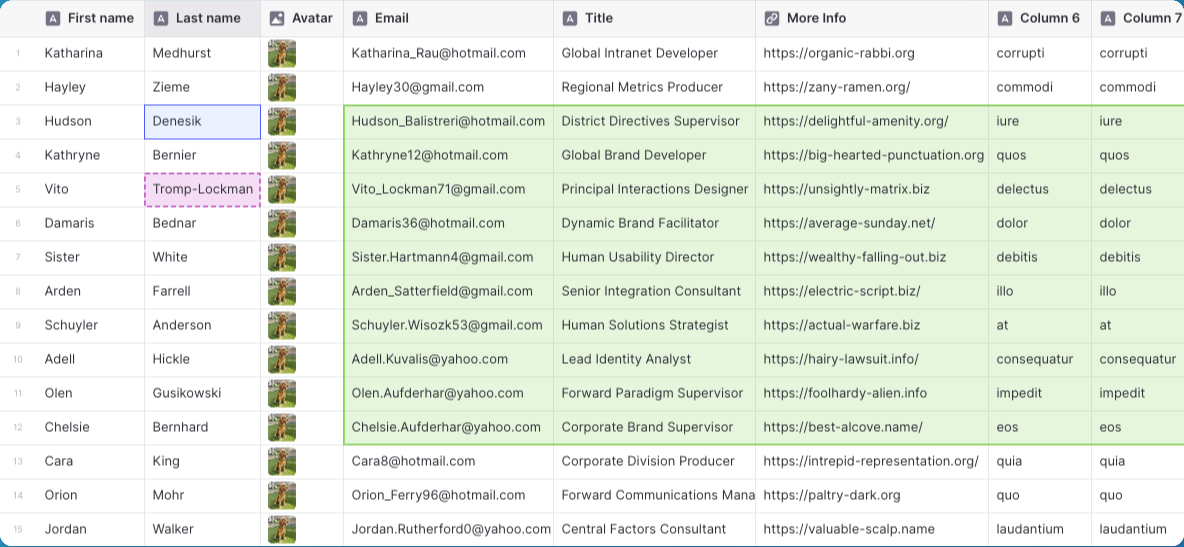 First name Last name Avatar Email Title More Info Column 6 Column 7
1 Katharina Medhurst Katharina_Rau@hotmail.com Global Intranet Developer https://organic-rabbi.org corrupti corrupti
2 Hayley Zieme Hayley30@gmail.com Regional Metrics Producer https://zany-ramen.org/ commodi commodi
3 Hudson Denesik Hudson_Balistreri@hotmail.com District Directives Supervisor https://delightful-amenity.org/ iure iure
4 Kathryne Bernier Kathryne12@hotmail.com Global Brand Developer https://big-hearted-punctuation.org quos quos
5 Vito Tromp-Lockman Vito_Lockman71@gmail.com Principal Interactions Designer https://unsightly-matrix.biz delectus delectus
6 Damaris Bednar Damaris36@hotmail.com Dynamic Brand Facilitator https://average-sunday.net/ dolor dolor
7 Sister White Sister.Hartmann4@gmail.com Human Usability Director https://wealthy-falling-out.biz debitis debitis
8 Arden Farrell Arden_Satterfield@gmail.com Senior Integration Consultant https://electric-script.biz/ illo illo
9 Schuyler Anderson Schuyler.Wisozk53@gmail.com Human Solutions Strategist https://actual-warfare.biz at at
10 Adell Hickle Adell.Kuvalis@yahoo.com Lead Identity Analyst https://hairy-lawsuit.info/ consequatur consequatur
11 Olen Gusikowski Olen.Aufderhar@yahoo.com Forward Paradigm Supervisor https://foolhardy-alien.info impedit impedit
12 Chelsie Bernhard Chelsie.Aufderhar@yahoo.com Corporate Brand Supervisor https://best-alcove.name/ eos eos
13 Cara King Cara8@hotmail.com Corporate Division Producer https://intrepid-representation.org/ quia quia
14 Orion Mohr Orion_Ferry96@hotmail.com Forward Communications Mana https://paltry-dark.org quo quo
15 Jordan Walker Jordan.Rutherford0@yahoo.com Central Factors Consultant https://valuable-scalp.name laudantium laudantium